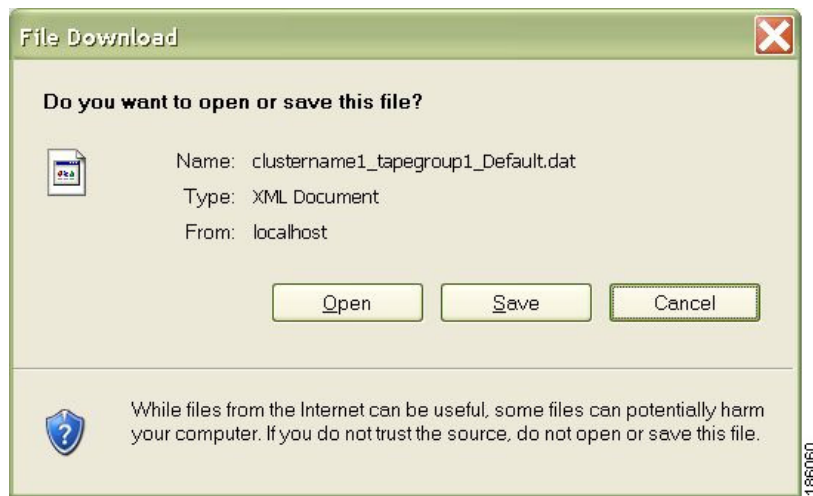 File Download
Do you want to open or save this file?
Name: clustername1_tapegroup1_Default.dat
Type: XML Document
From: localhost
Open Save Cancel
While files from the Internet can be useful, some files can potentially harm
your computer. If you do not trust the source, do not open or save this file.
186060